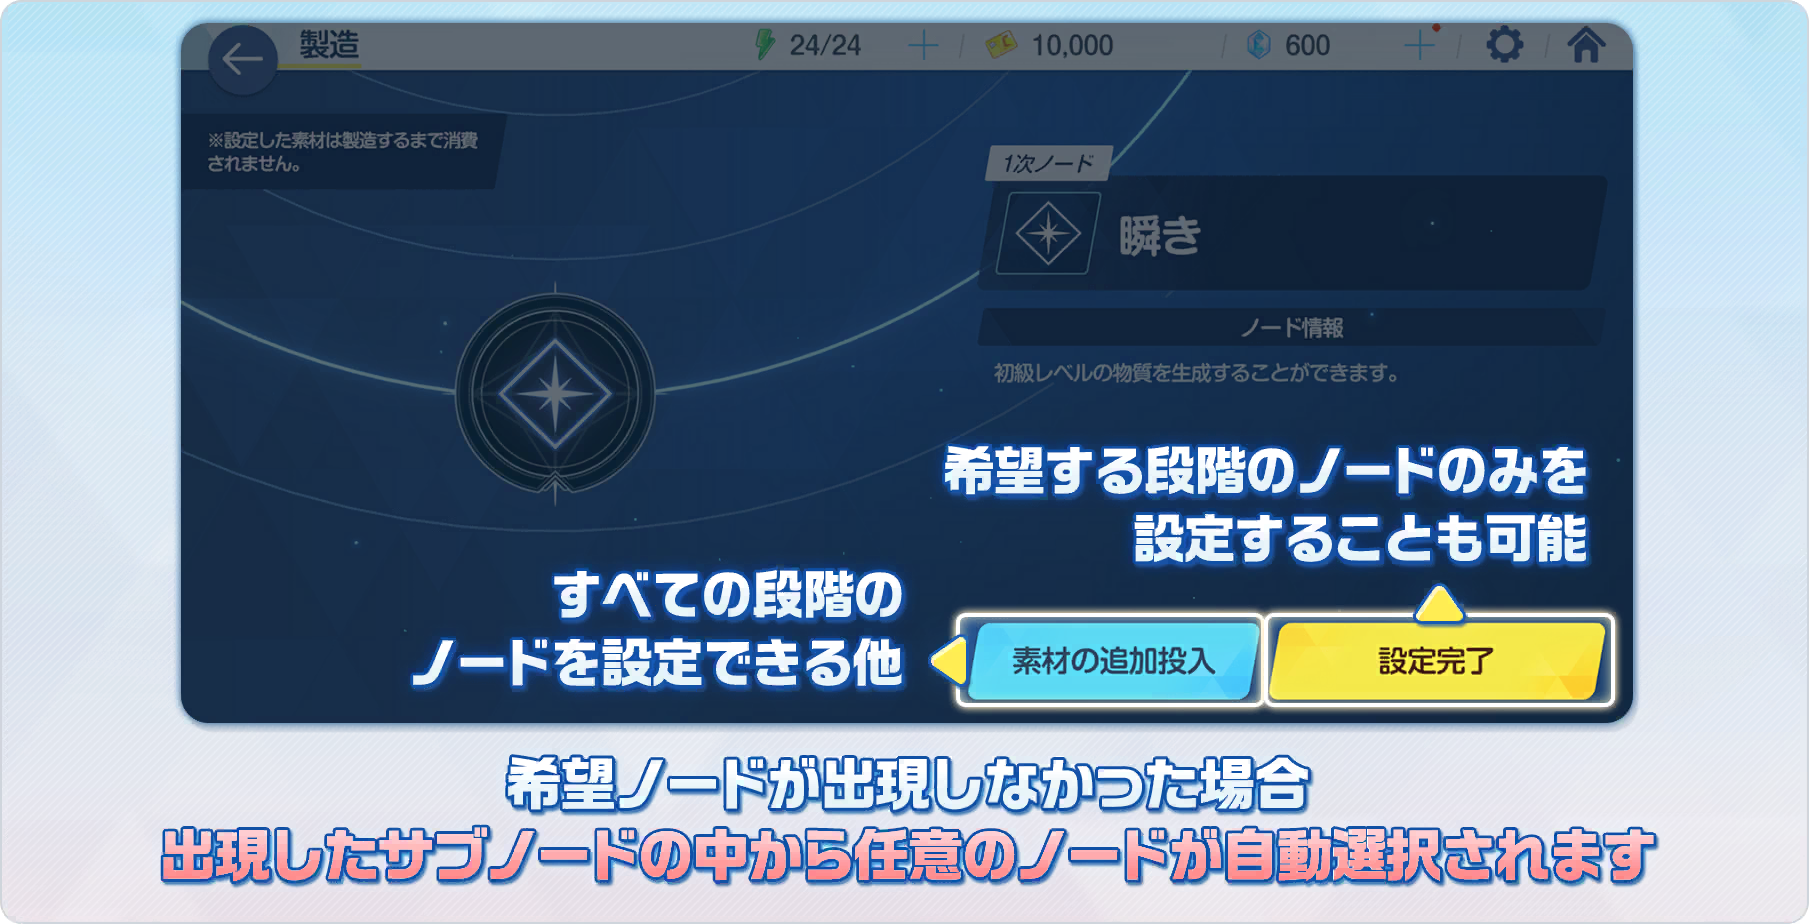 製造
24/24
10,000
600
※設定した素材は製造するまで消費
されません。
1次ノード
瞬き
ノード情報
初級レベルの物質を生成することができます。
希望する段階のノードのみを
設定することも可能
すべての段階の
ノードを設定できる他
素材の追加投入
設定完了
希望ノードが出現しなかった場合
出現したサブノードの中から任意のノードが自動選択されます